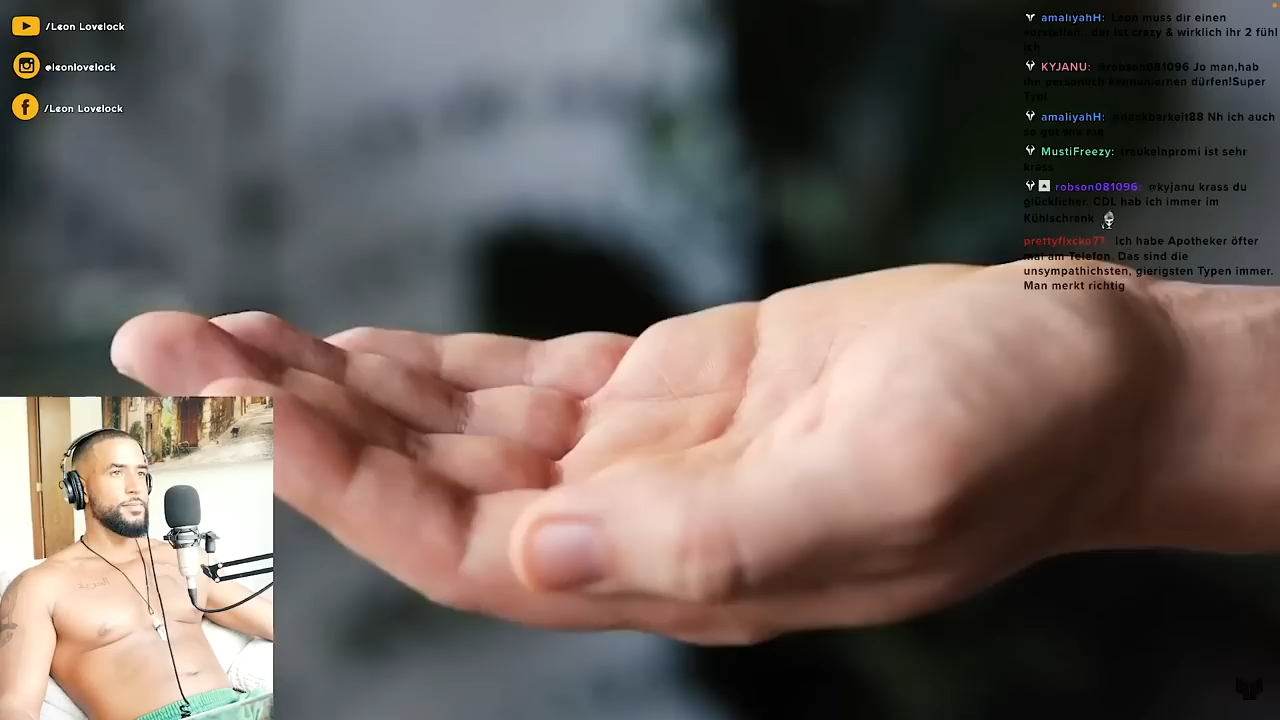 /Leon Lovelock
@leonlovelock
/Leon Lovelock
amaliyahH: Leon muss dir einen
vorstellen.. der ist crazy & wirklich ihr 2 fühl
ich
KYJANU: @robson081096 Jo man,hab
ihn persönlich kennenlernen dürfen!Super
Typ!
amaliyahH: @dankbarkeit88 Nh ich auch
so gut wie nie
MustiFreezy: fraukeinpromi ist sehr
krass
robson081096: @kyjanu krass du
glücklicher. CDL hab ich immer im
Kühlschrank
Ich habe Apotheker öfter
mal am Telefon. Das sind die
unsympathichsten, gierigsten Typen immer.
Man merkt richtig